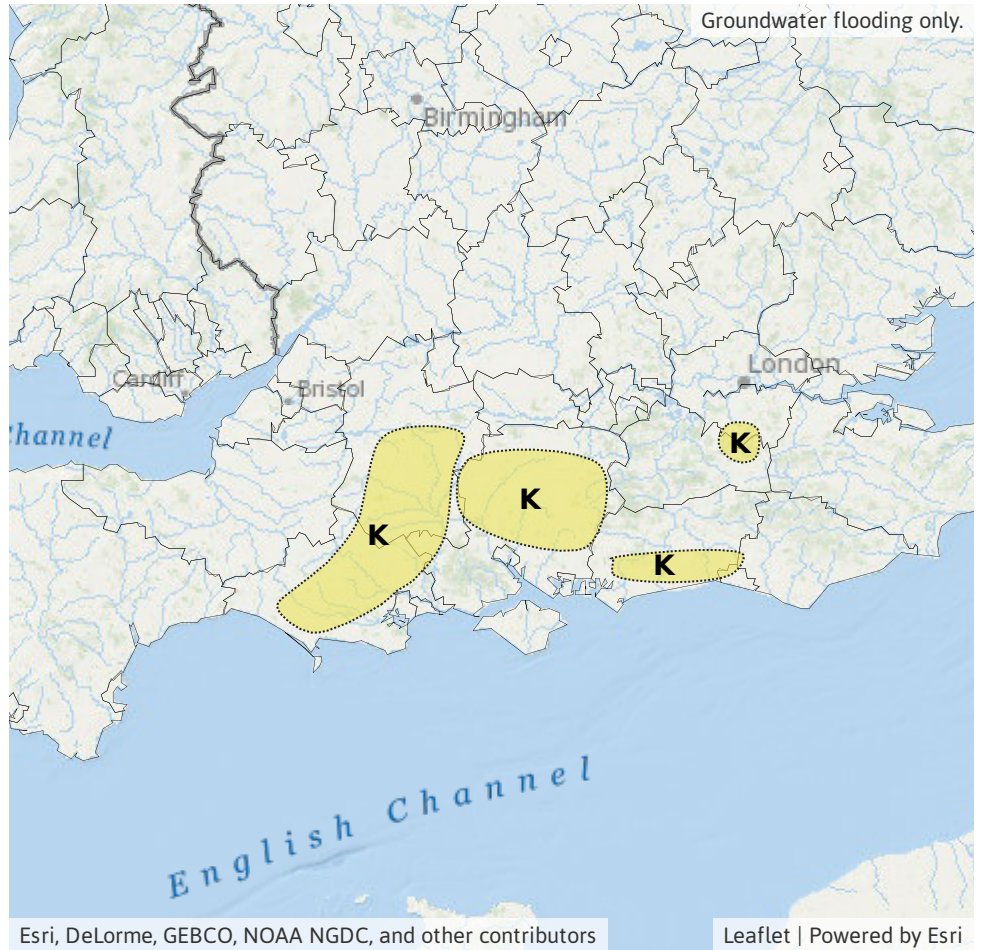 Groundwater flooding only.
Birmingham
London
Cardiff
Bristol
Channel
K
K
K
K
English Channel
Esri, DeLorme, GEBCO, NOAA NGDC, and other contributors
Leaflet | Powered by Esri